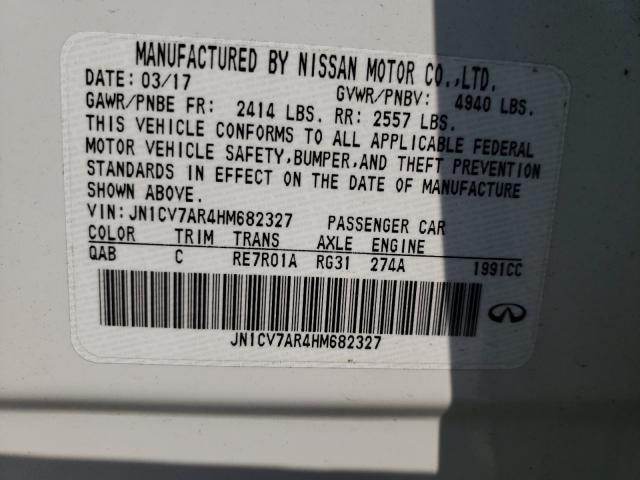 MANUFACTURED BY NISSAN MOTOR CO.,LTD.
DATE: 03/17 GVWR/PNBV: 4940 LBS.
GAWR/PNBE FR: 2414 LBS. RR: 2557 LBS.
THIS VEHICLE CONFORMS TO ALL APPLICABLE FEDERAL
MOTOR VEHICLE SAFETY,BUMPER,AND THEFT PREVENTION
STANDARDS IN EFFECT ON THE DATE OF MANUFACTURE
SHOWN ABOVE.
VIN:JN1CV7AR4HM682327 PASSENGER CAR
COLOR TRIM TRANS AXLE ENGINE
QAB C RE7R01A RG31 274A 1991CC
JN1CV7AR4HM682327